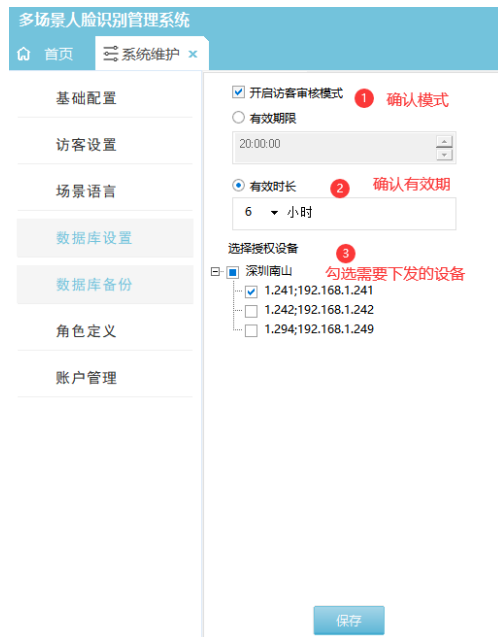 多场景人脸识别管理系统
首页 系统维护 ×
基础配置
访客设置
场景语言
数据库设置
数据库备份
角色定义
账户管理
开启访客审核模式 1 确认模式
有效期限
20:00:00
有效时长 2 确认有效期
6 小时
选择授权设备 3
深圳南山 勾选需要下发的设备
1.241;192.168.1.241
1.242;192.168.1.242
1.294;192.168.1.249
保存